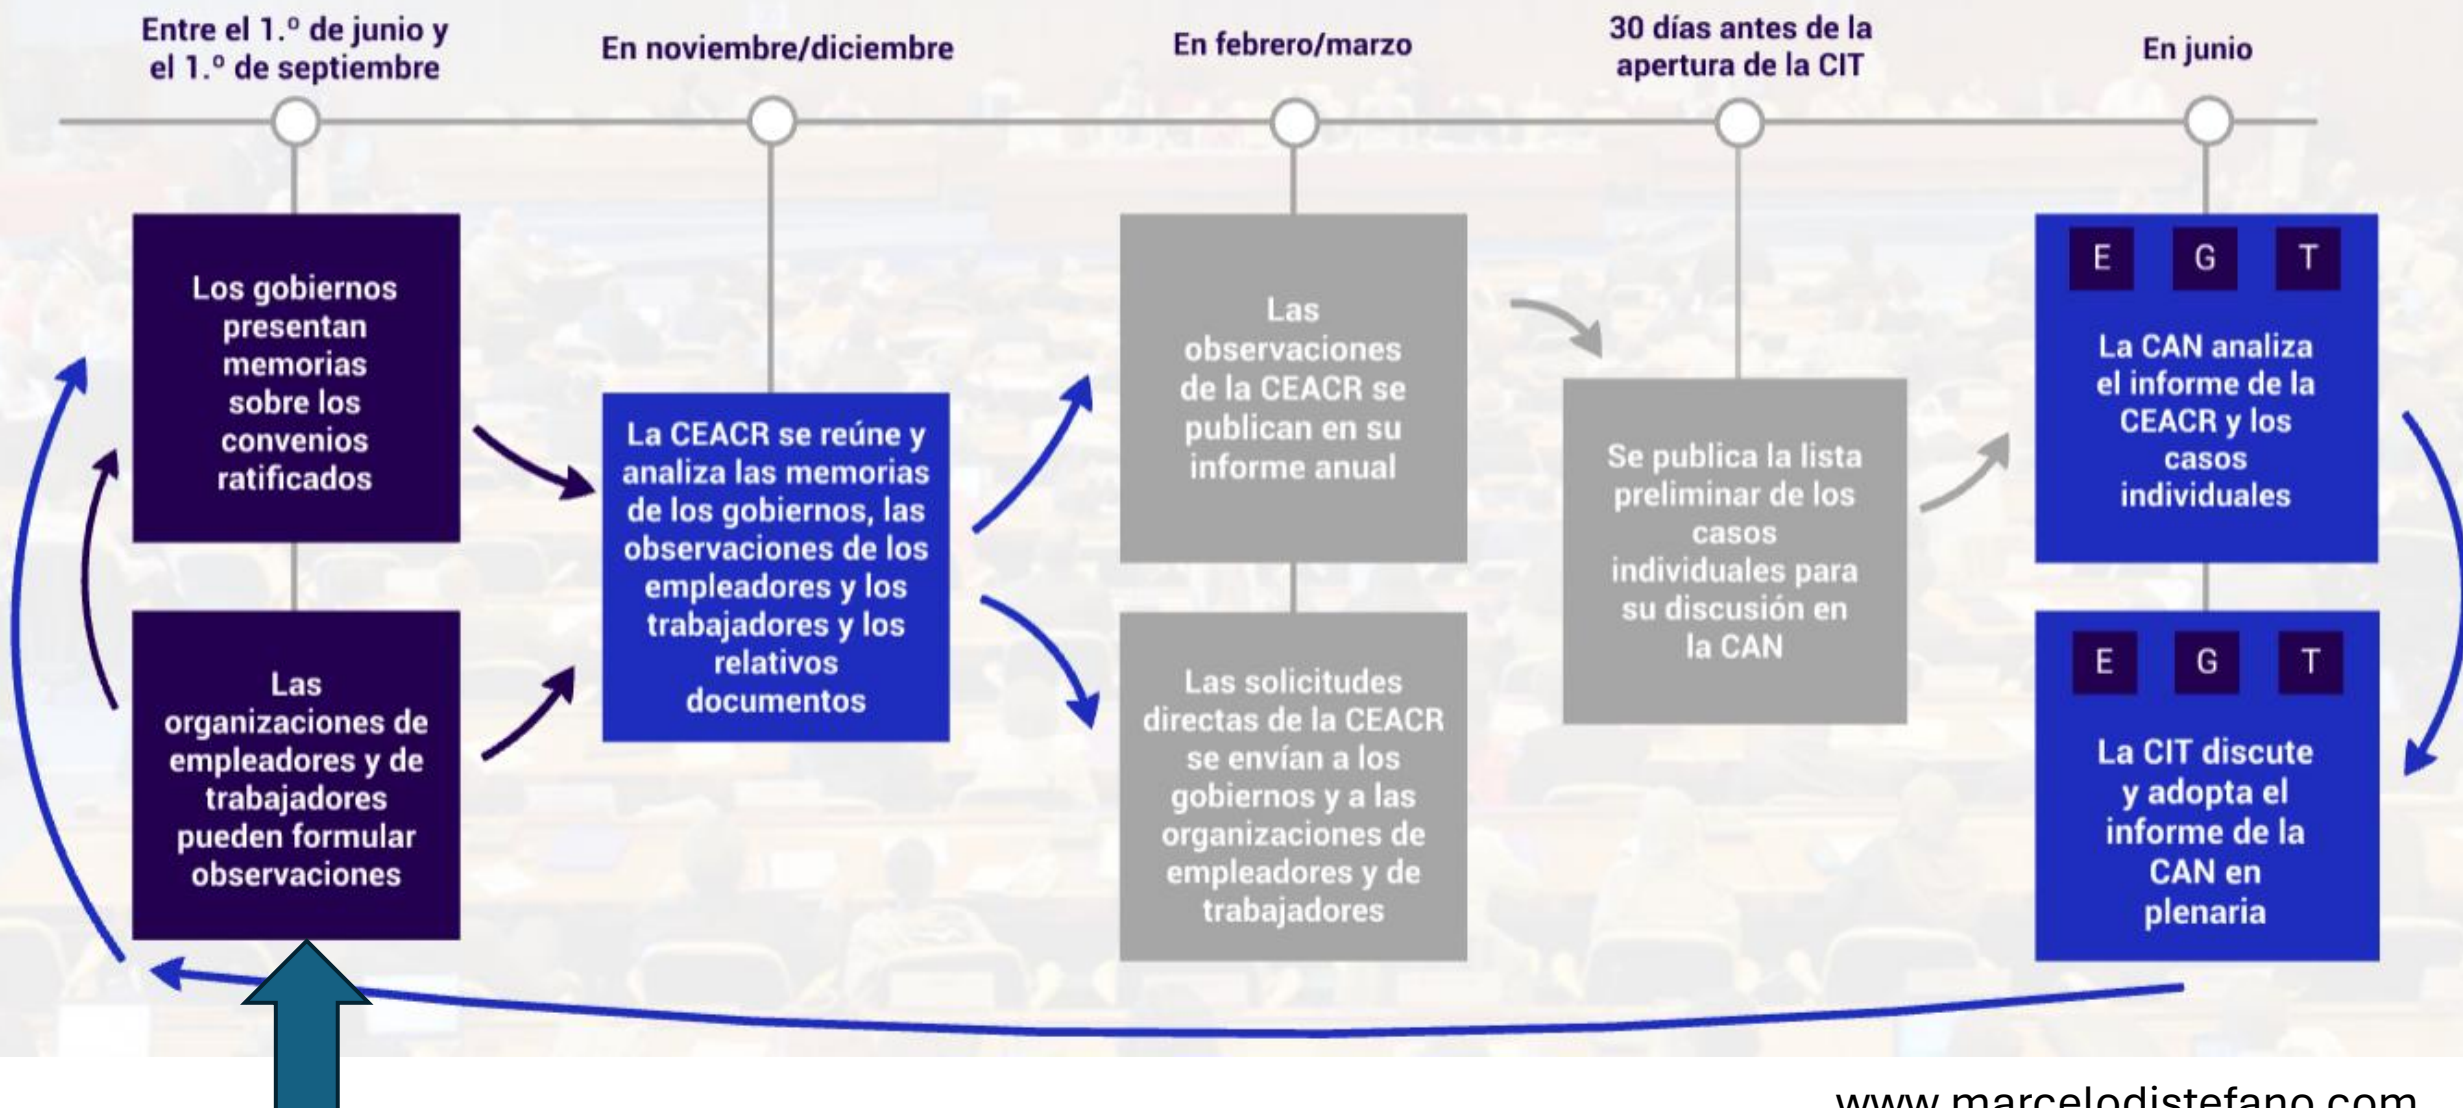 Entre el 1.º de junio y
el 1.º de septiembre
En noviembre/diciembre
En febrero/marzo
30 días antes de la
apertura de la CIT
En junio
Los gobiernos
presentan
memorias
sobre los
convenios
ratificados
Las
organizaciones de
empleadores y de
trabajadores
pueden formular
observaciones
La CEACR se reúne y
analiza las memorias
de los gobiernos, las
observaciones de los
empleadores y los
trabajadores y los
relativos
documentos
Las
observaciones
de la CEACR se
publican en su
informe anual
Las solicitudes
directas de la CEACR
se envían a los
gobiernos y a las
organizaciones de
empleadores y de
trabajadores
Se publica la lista
preliminar de los
casos
individuales para
su discusión en
la CAN
E G T
La CAN analiza
el informe de la
CEACR y los
casos
individuales
E G T
La CIT discute
y adopta el
informe de la
CAN en
plenaria
www.marcelodistefano.com